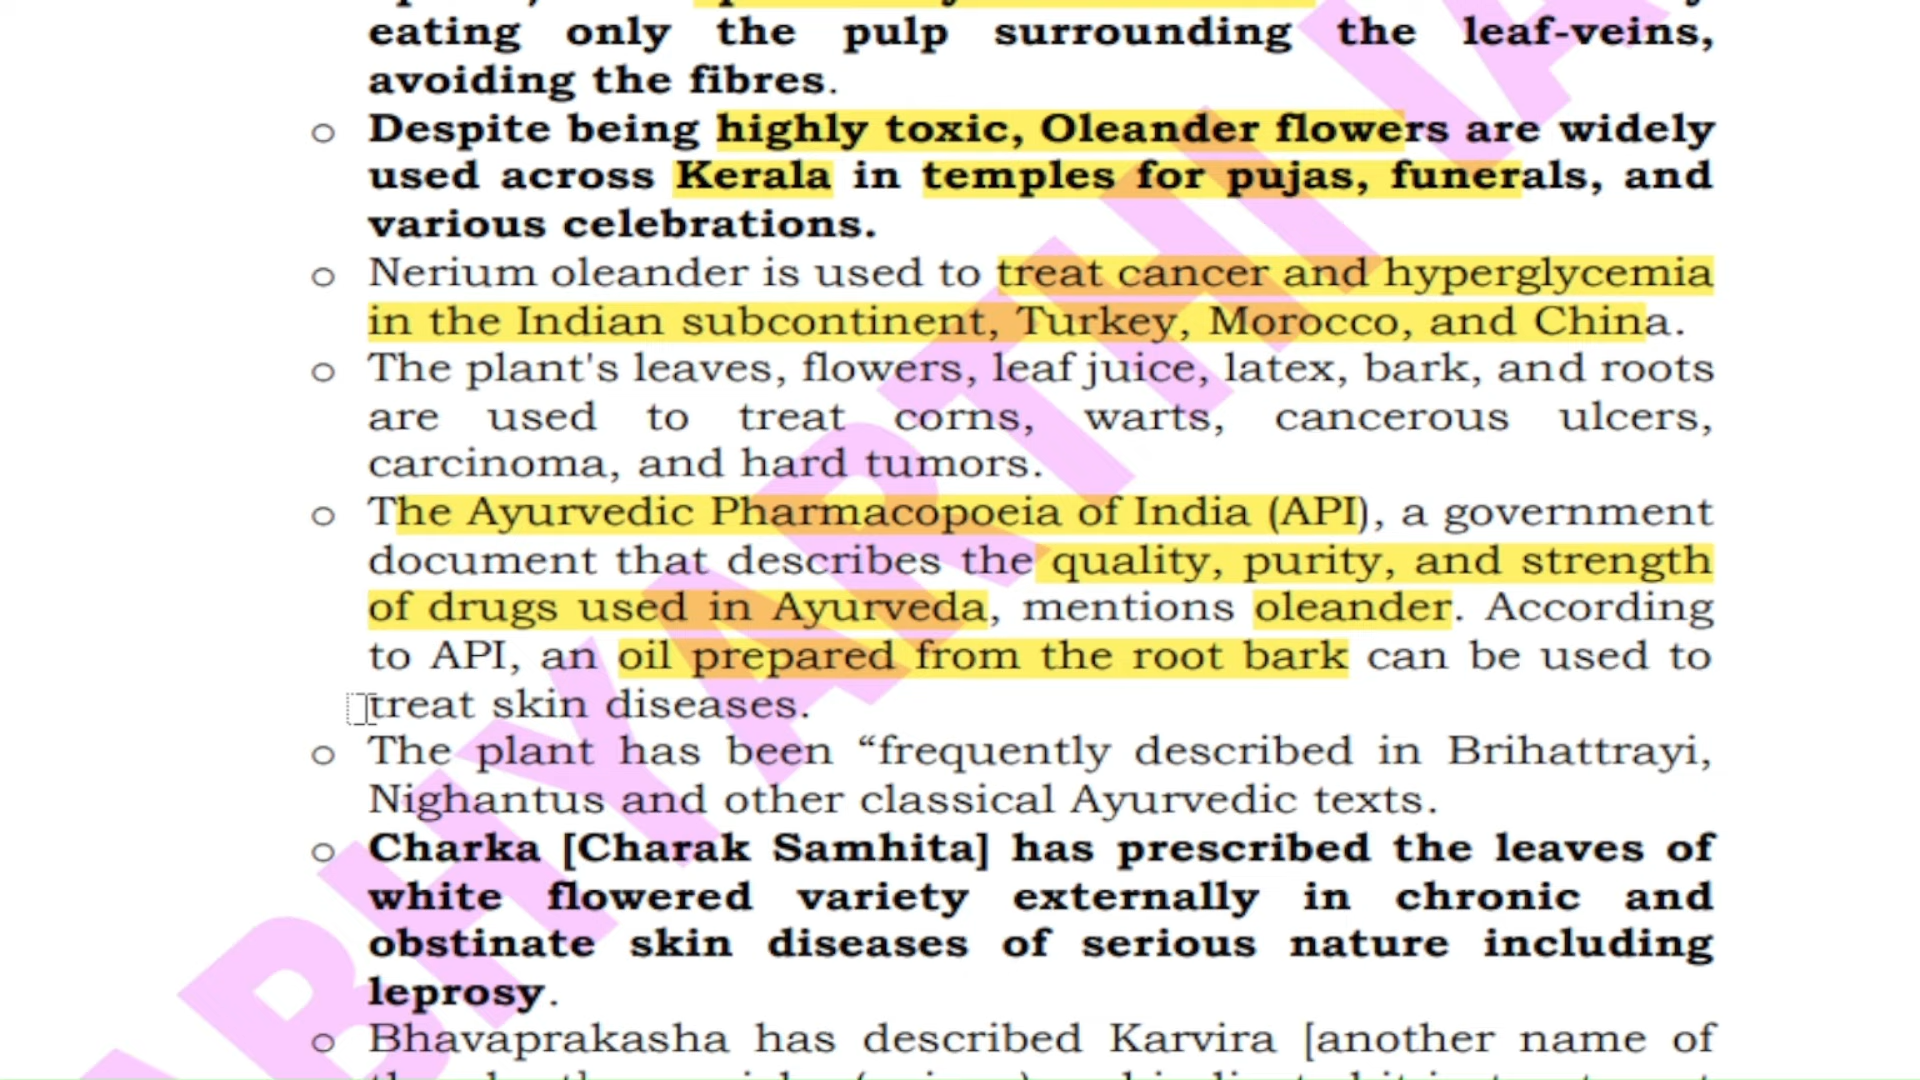 eating only the pulp surrounding the leaf-veins,
avoiding the fibres.
o Despite being highly toxic, Oleander flowers are widely
used across Kerala in temples for pujas, funerals, and
various celebrations.
o Nerium oleander is used to treat cancer and hyperglycemia
in the Indian subcontinent, Turkey, Morocco, and China.
o The plant's leaves, flowers, leaf juice, latex, bark, and roots
are used to treat corns, warts, cancerous ulcers,
carcinoma, and hard tumors.
o The Ayurvedic Pharmacopoeia of India (API), a government
document that describes the quality, purity, and strength
of drugs used in Ayurveda, mentions oleander. According
to API, an oil prepared from the root bark can be used to
treat skin diseases.
o The plant has been “frequently described in Brihattrayi,
Nighantus and other classical Ayurvedic texts.
o Charka [Charak Samhita] has prescribed the leaves of
white flowered variety externally in chronic and
obstinate skin diseases of serious nature including
leprosy.
o Bhavaprakasha has described Karvira [another name of
ABHYARTHI IA